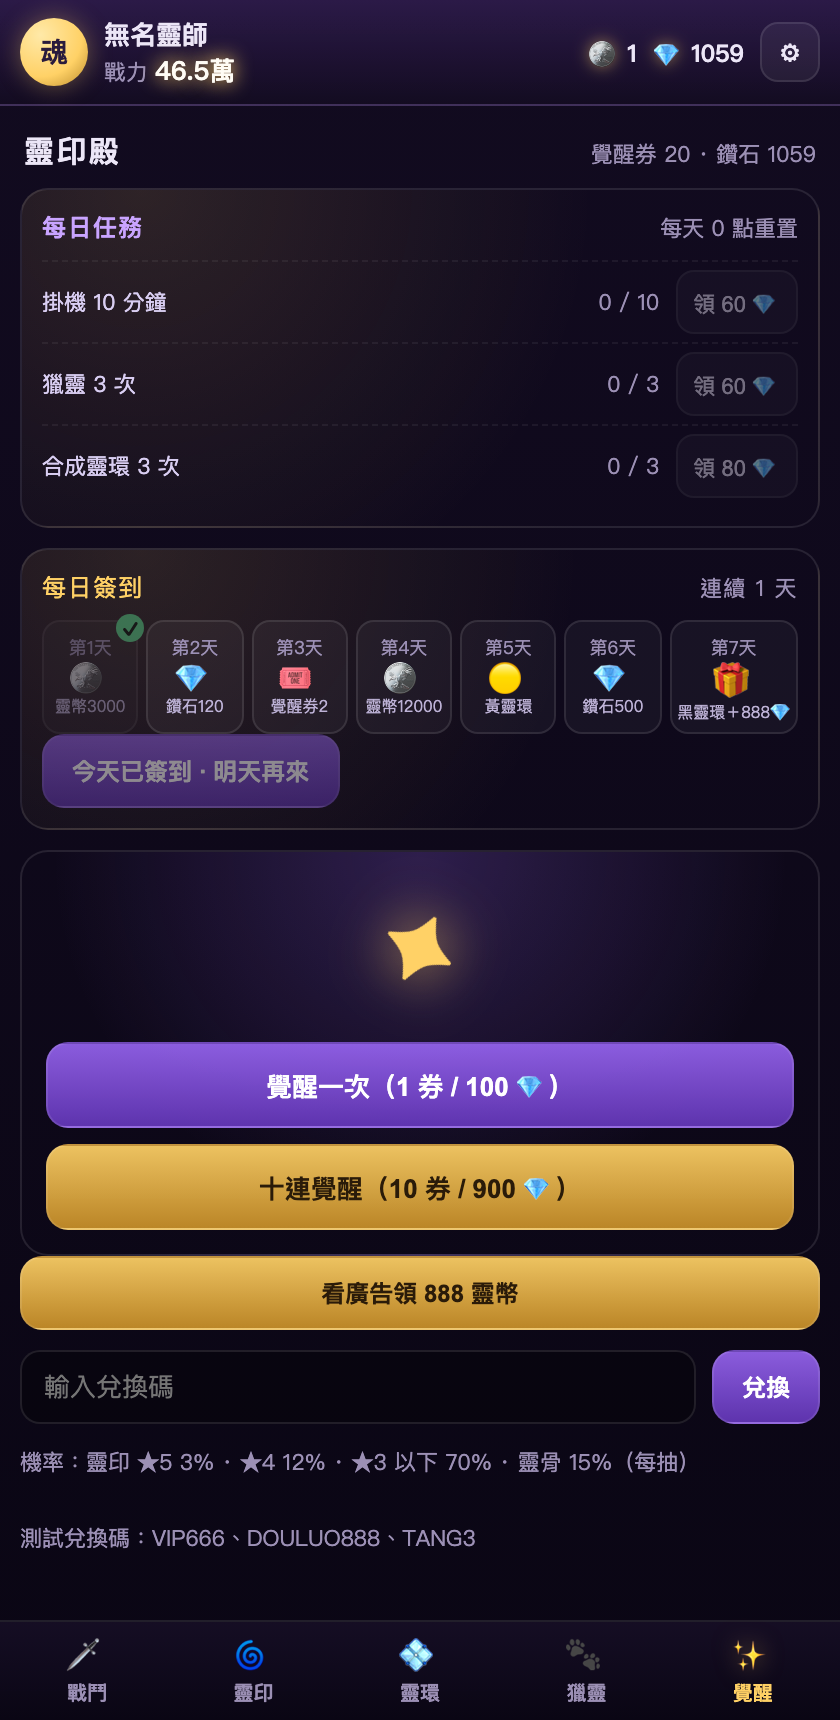 魂
無名靈師
戰力 46.5萬
1 1059
靈印殿
覺醒券 20 · 鑽石 1059
每日任務
每天 0 點重置
掛機 10 分鐘
0 / 10
領 60
獵靈 3 次
0 / 3
領 60
合成靈環 3 次
0 / 3
領 80
每日簽到
連續 1 天
第1天
靈幣3000
第2天
鑽石120
第3天
ADMIT ONE
覺醒券2
第4天
靈幣12000
第5天
黃靈環
第6天
鑽石500
第7天
黑靈環＋888
今天已簽到 · 明天再來
覺醒一次（1 券 / 100 ）
十連覺醒（10 券 / 900 ）
看廣告領 888 靈幣
輸入兌換碼
兌換
機率：靈印 ★5 3% · ★4 12% · ★3 以下 70% · 靈骨 15%（每抽）
測試兌換碼：VIP666、DOULUO888、TANG3
戰鬥
靈印
靈環
獵靈
覺醒